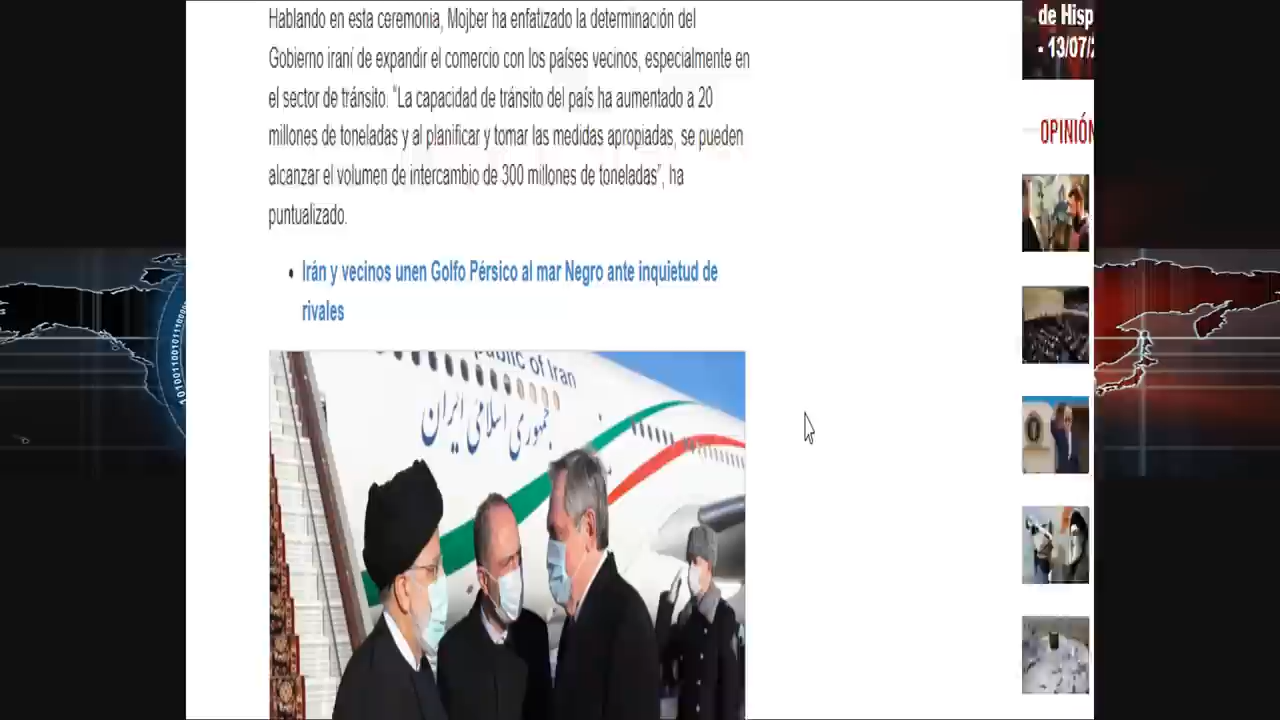 Hablando en esta ceremonia, Mojber ha enfatizado la determinación del
Gobierno iraní de expandir el comercio con los países vecinos, especialmente en
el sector de tránsito. “La capacidad de tránsito del país ha aumentado a 20
millones de toneladas y al planificar y tomar las medidas apropiadas, se pueden
alcanzar el volumen de intercambio de 300 millones de toneladas”, ha
puntualizado.
• Irán y vecinos unen Golfo Pérsico al mar Negro ante inquietud de
rivales
public of Iran
جمهوری اسلامی ایران
de Hisp
- 13/07/
OPINIÓN